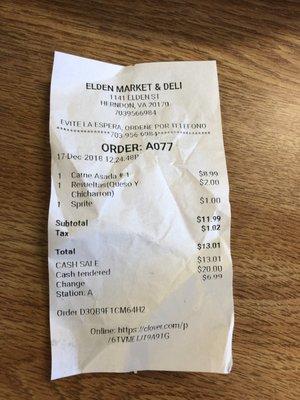 ELDEN MARKET & DELI
1141 ELDEN ST
HERNDON, VA 20170
7039566984
EVITE LA ESPERA, ORDENE POR TELEFONO
703-956-6984
ORDER: A077
17-Dec-2018 12:24:48P
1 Carne Asada # 1 $8.99
1 Revueltas(Queso Y $2.00
Chicharron)
1 Sprite $1.00
Subtotal $11.99
Tax $1.02
Total $13.01
CASH SALE $13.01
Cash tendered $20.00
Change $6.99
Station: A
Order D3QB9F1CM64H2
Online: https://clover.com/p